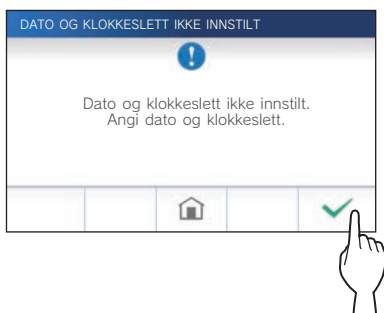 DATO OG KLOKKESLETT IKKE INNSTILT
Dato og klokkeslett ikke innstilt.
Angi dato og klokkeslett.